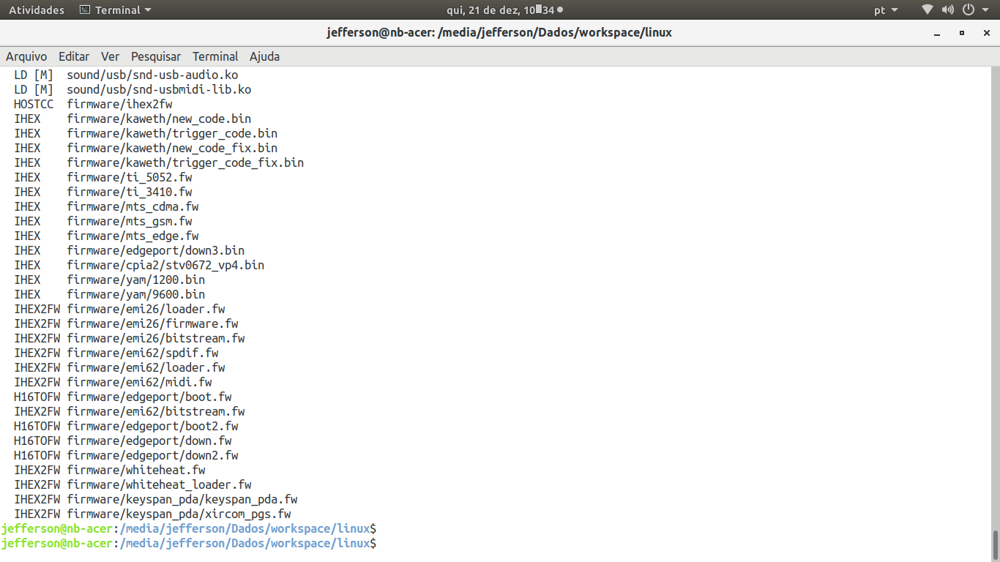 Atividades Terminal qui, 21 de dez, 10 34 pt
jefferson@nb-acer: /media/jefferson/Dados/workspace/linux
Arquivo Editar Ver Pesquisar Terminal Ajuda
LD [M] sound/usb/snd-usb-audio.ko
LD [M] sound/usb/snd-usbmidi-lib.ko
HOSTCC firmware/ihex2fw
IHEX firmware/kaweth/new_code.bin
IHEX firmware/kaweth/trigger_code.bin
IHEX firmware/kaweth/new_code_fix.bin
IHEX firmware/kaweth/trigger_code_fix.bin
IHEX firmware/ti_5052.fw
IHEX firmware/ti_3410.fw
IHEX firmware/mts_cdma.fw
IHEX firmware/mts_gsm.fw
IHEX firmware/mts_edge.fw
IHEX firmware/edgeport/down3.bin
IHEX firmware/cpia2/stv0672_vp4.bin
IHEX firmware/yam/1200.bin
IHEX firmware/yam/9600.bin
IHEX2FW firmware/emi26/loader.fw
IHEX2FW firmware/emi26/firmware.fw
IHEX2FW firmware/emi26/bitstream.fw
IHEX2FW firmware/emi62/spdif.fw
IHEX2FW firmware/emi62/loader.fw
IHEX2FW firmware/emi62/midi.fw
H16TOFW firmware/edgeport/boot.fw
IHEX2FW firmware/emi62/bitstream.fw
H16TOFW firmware/edgeport/boot2.fw
H16TOFW firmware/edgeport/down.fw
H16TOFW firmware/edgeport/down2.fw
IHEX2FW firmware/whiteheat.fw
IHEX2FW firmware/whiteheat_loader.fw
IHEX2FW firmware/keyspan_pda/keyspan_pda.fw
IHEX2FW firmware/keyspan_pda/xircom_pgs.fw
jefferson@nb-acer:/media/jefferson/Dados/workspace/linux$
jefferson@nb-acer:/media/jefferson/Dados/workspace/linux$